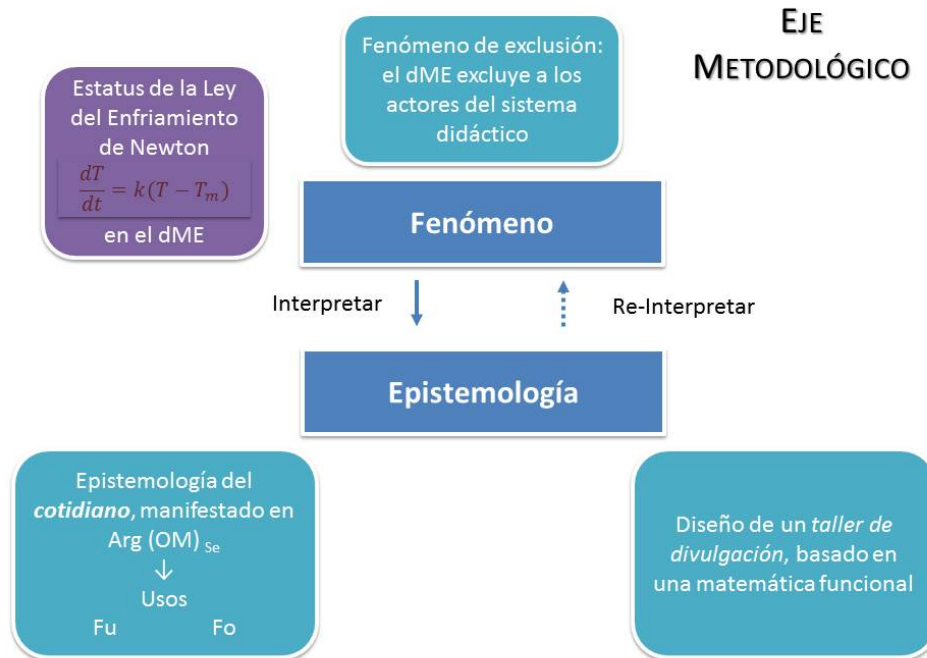 EJE
METODOLÓGICO
Fenómeno de exclusión:
el dME excluye a los
actores del sistema
didáctico
Estatus de la Ley
del Enfriamiento
de Newton
dT/dt = k(T − Tₘ)
en el dME
Fenómeno
Interpretar
Re-Interpretar
Epistemología
Epistemología del
cotidiano, manifestado en
Arg (OM) Se
↓
Usos
Fu Fo
Diseño de un taller de
divulgación, basado en
una matemática funcional